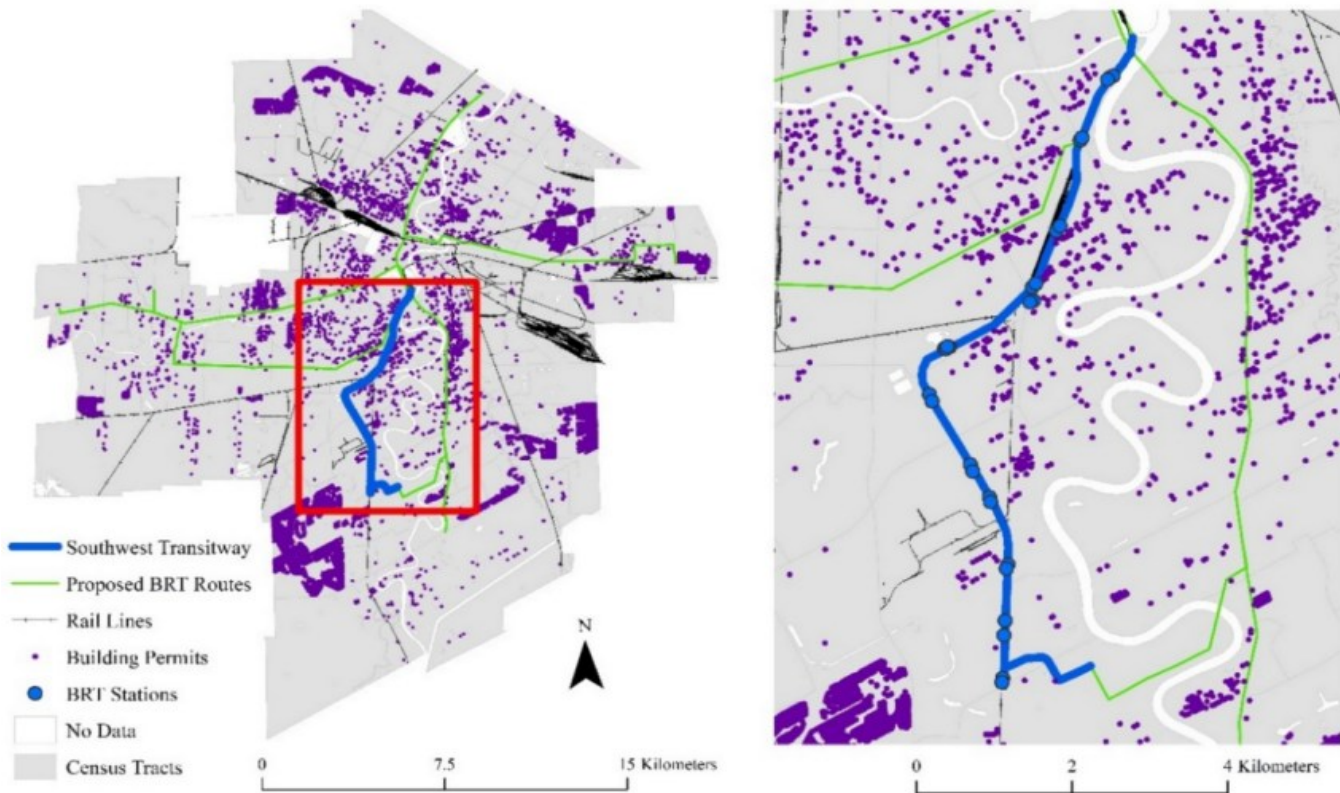 Southwest Transitway
Proposed BRT Routes
Rail Lines
Building Permits
BRT Stations
No Data
Census Tracts
N
0 7.5 15 Kilometers
0 2 4 Kilometers